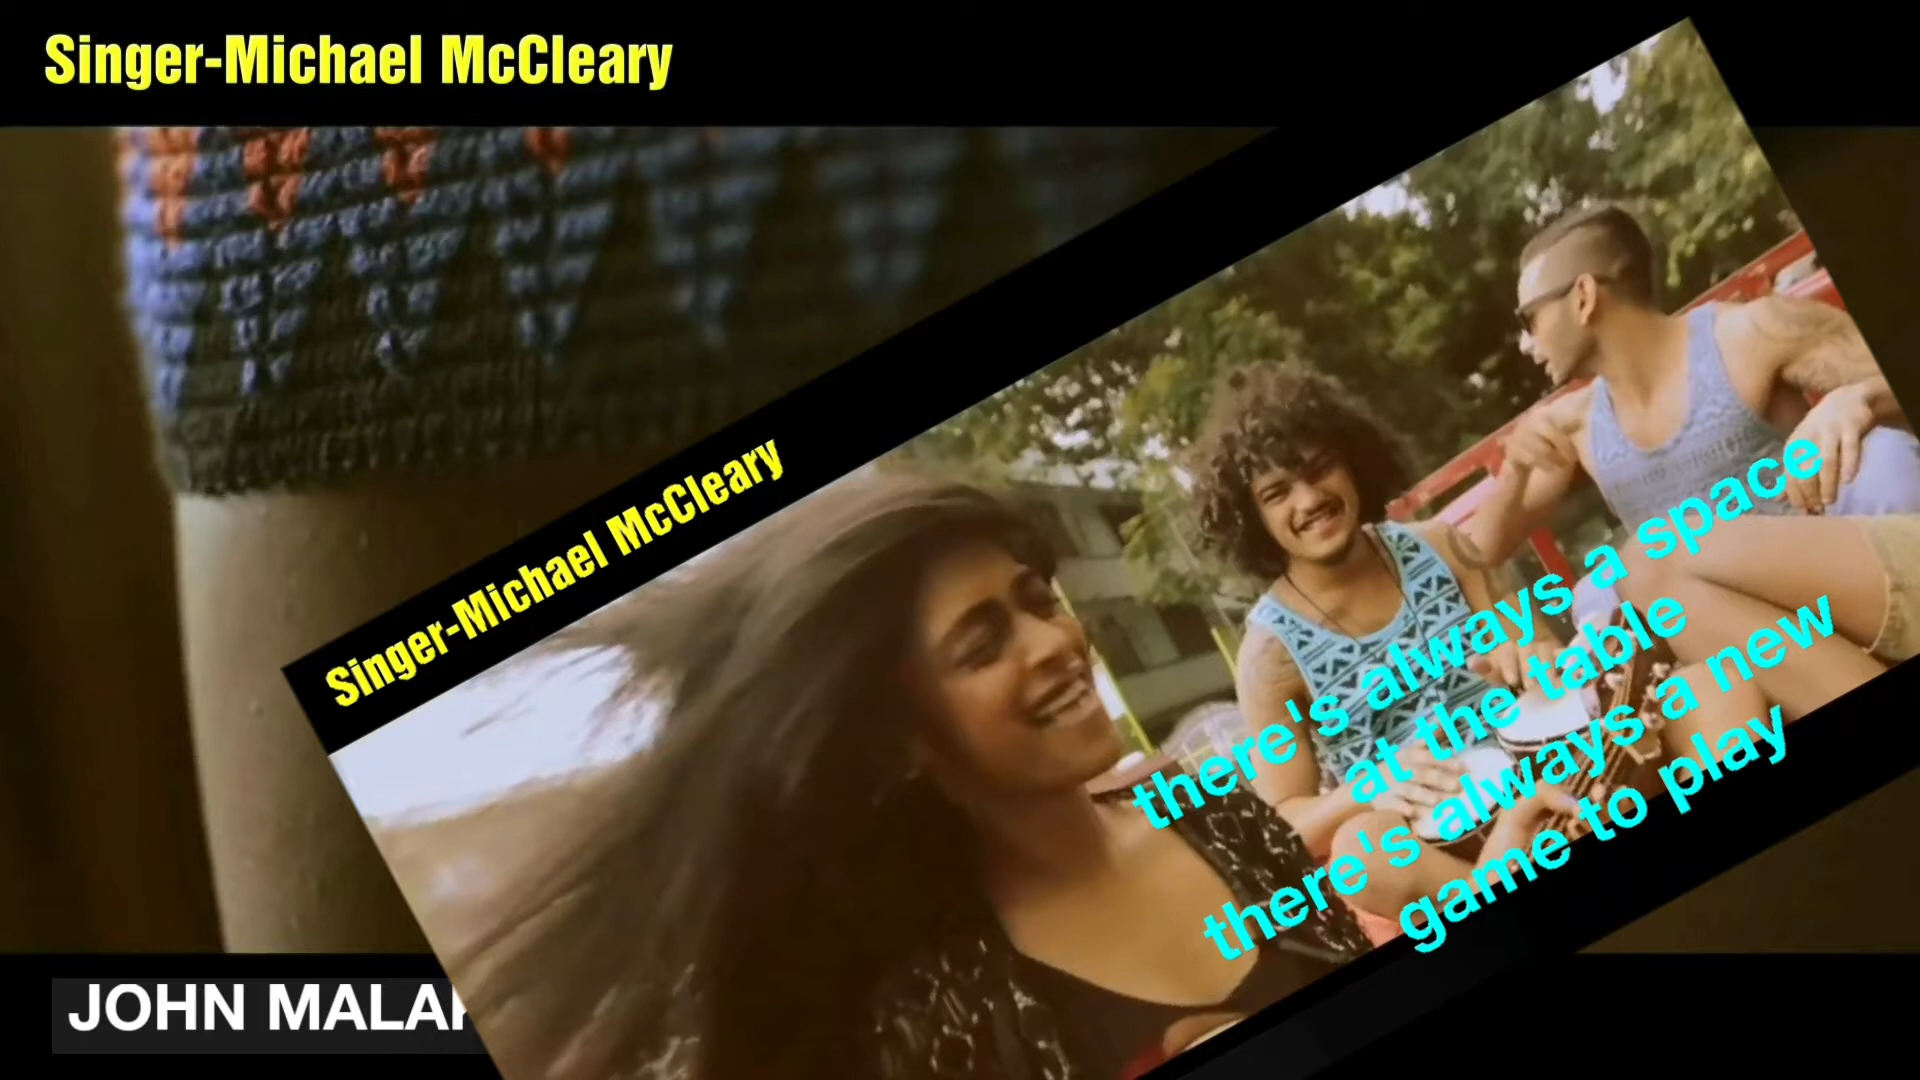 Singer-Michael McCleary
Singer-Michael McCleary
there's always a space
at the table
there's always a new
game to play
JOHN